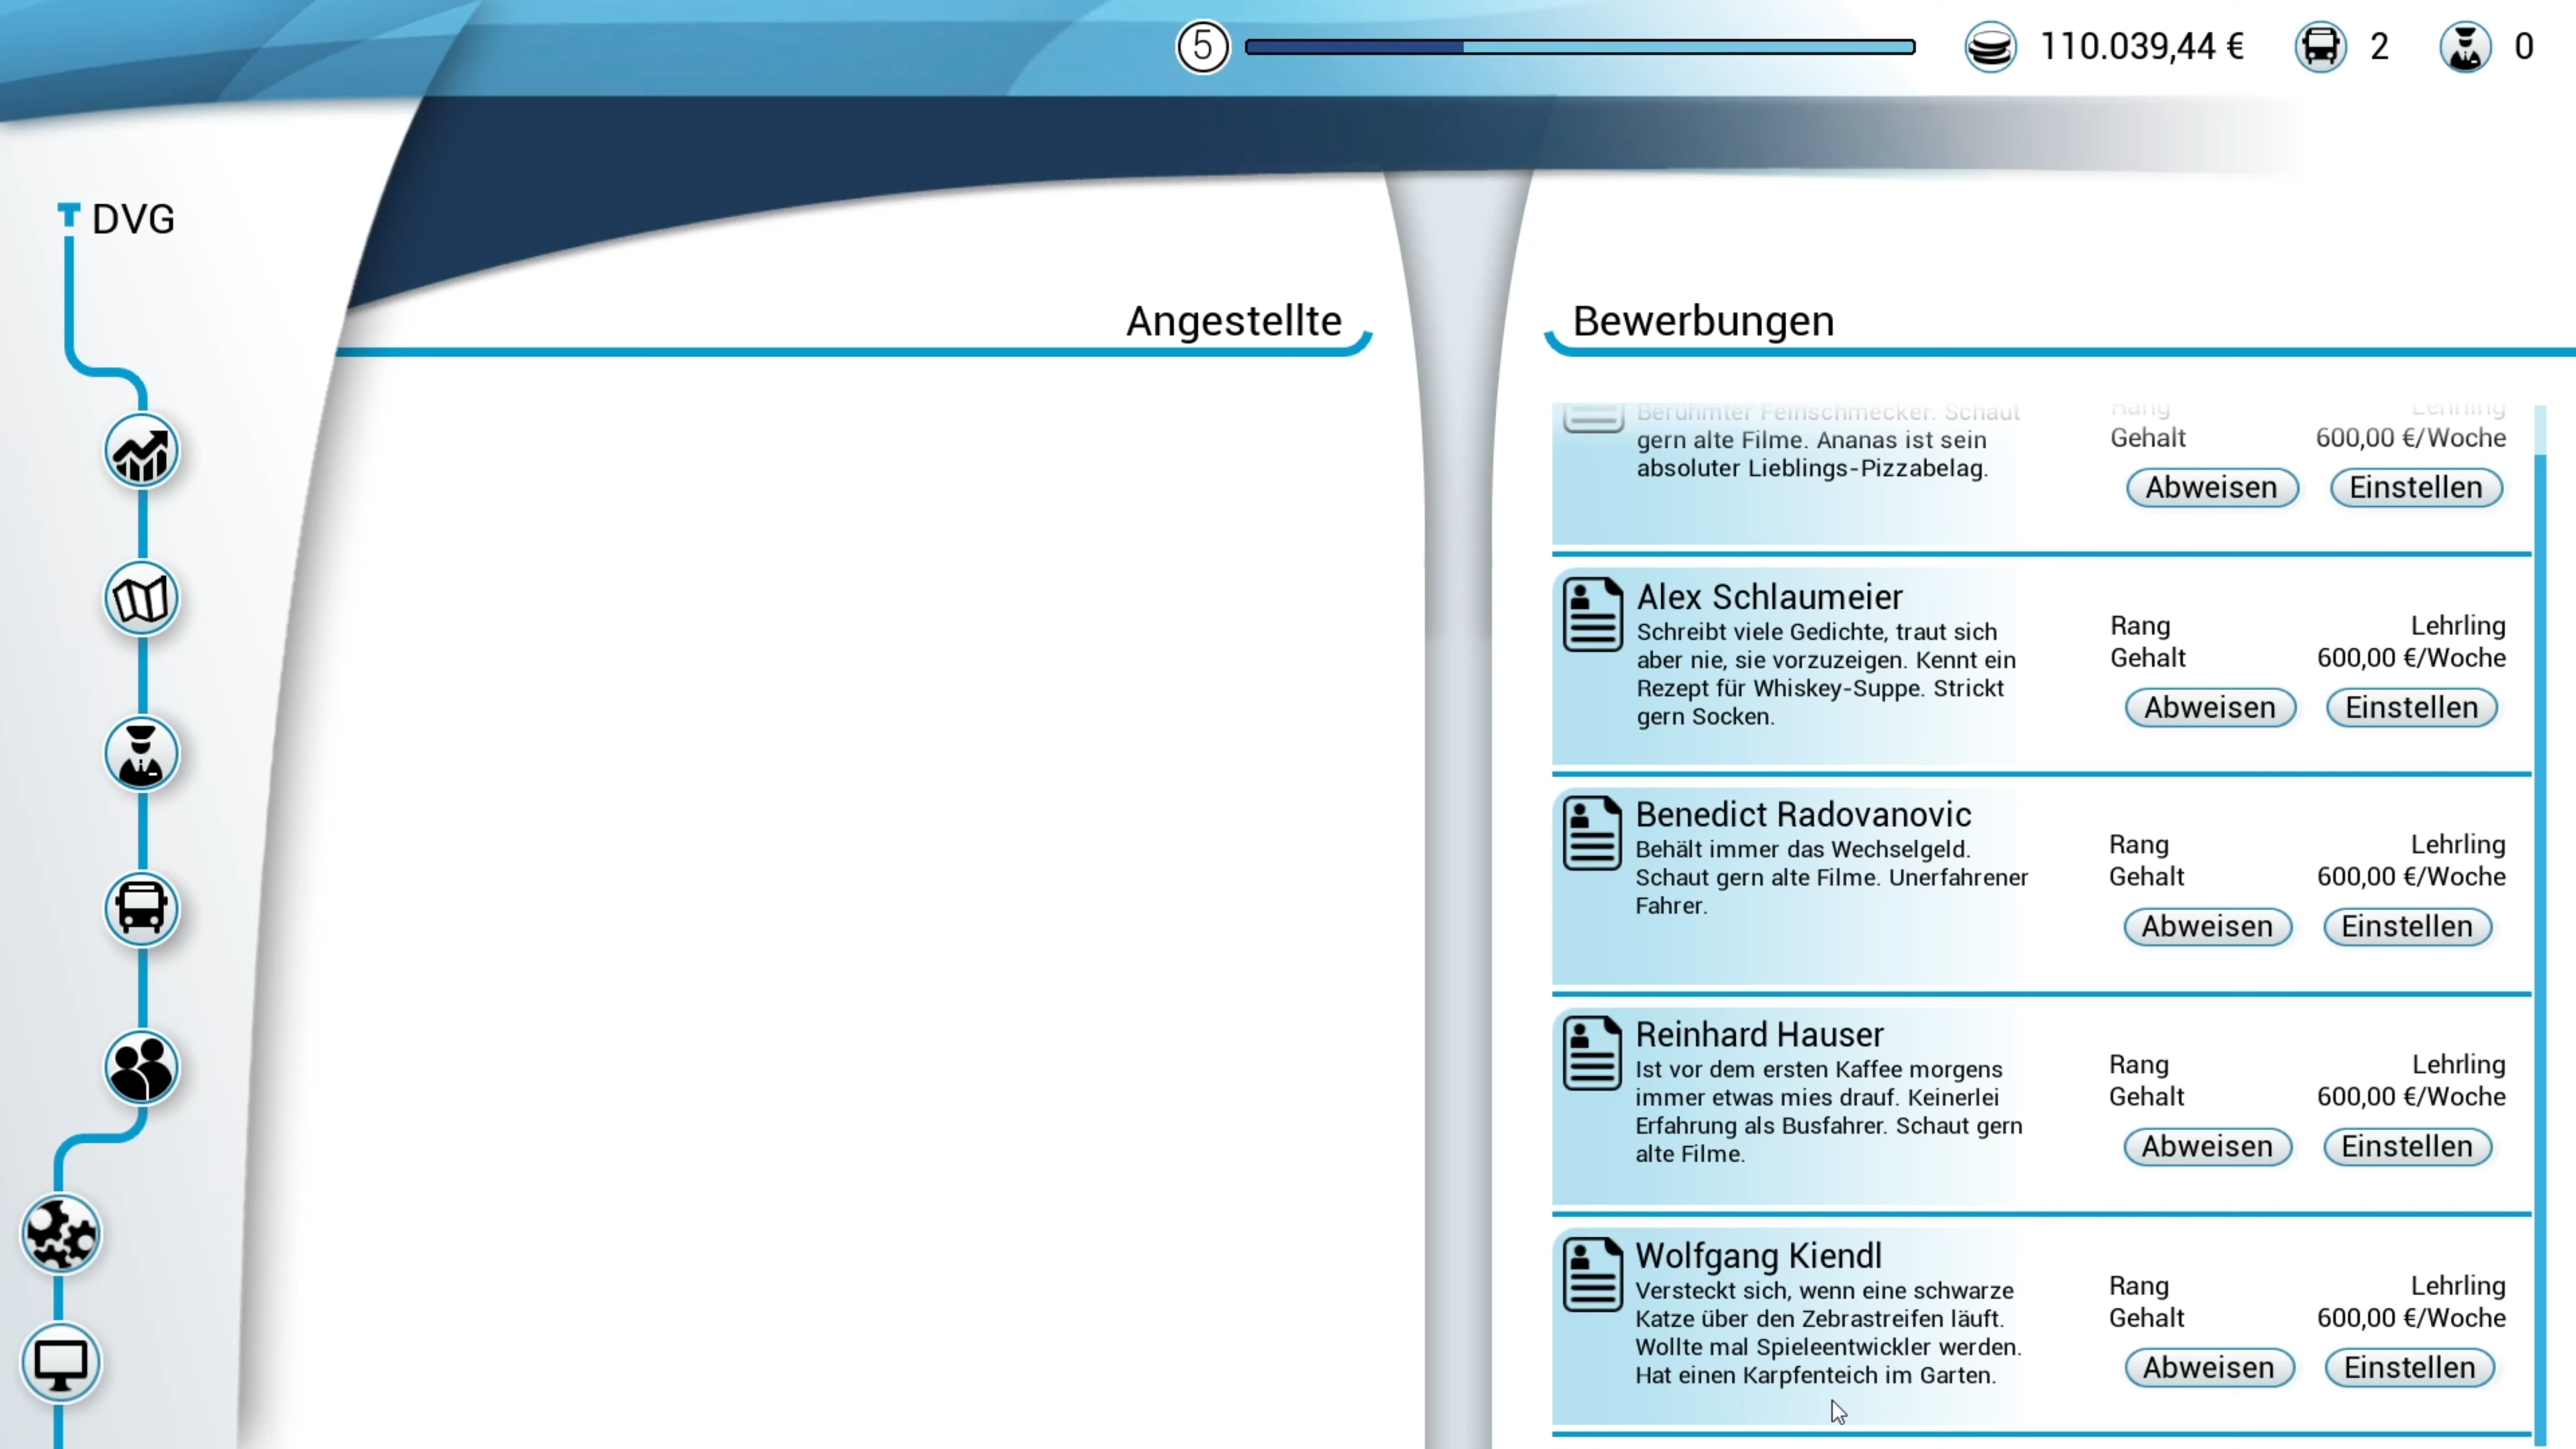 5
110.039,44 €
2
0
DVG
Angestellte
Bewerbungen
Berühmter Feinschmecker. Schaut
gern alte Filme. Ananas ist sein
absoluter Lieblings-Pizzabelag.
Rang Lehrling
Gehalt 600,00 €/Woche
Abweisen Einstellen
Alex Schlaumeier
Schreibt viele Gedichte, traut sich
aber nie, sie vorzuzeigen. Kennt ein
Rezept für Whiskey-Suppe. Strickt
gern Socken.
Rang Lehrling
Gehalt 600,00 €/Woche
Abweisen Einstellen
Benedict Radovanovic
Behält immer das Wechselgeld.
Schaut gern alte Filme. Unerfahrener
Fahrer.
Rang Lehrling
Gehalt 600,00 €/Woche
Abweisen Einstellen
Reinhard Hauser
Ist vor dem ersten Kaffee morgens
immer etwas mies drauf. Keinerlei
Erfahrung als Busfahrer. Schaut gern
alte Filme.
Rang Lehrling
Gehalt 600,00 €/Woche
Abweisen Einstellen
Wolfgang Kiendl
Versteckt sich, wenn eine schwarze
Katze über den Zebrastreifen läuft.
Wollte mal Spieleentwickler werden.
Hat einen Karpfenteich im Garten.
Rang Lehrling
Gehalt 600,00 €/Woche
Abweisen Einstellen